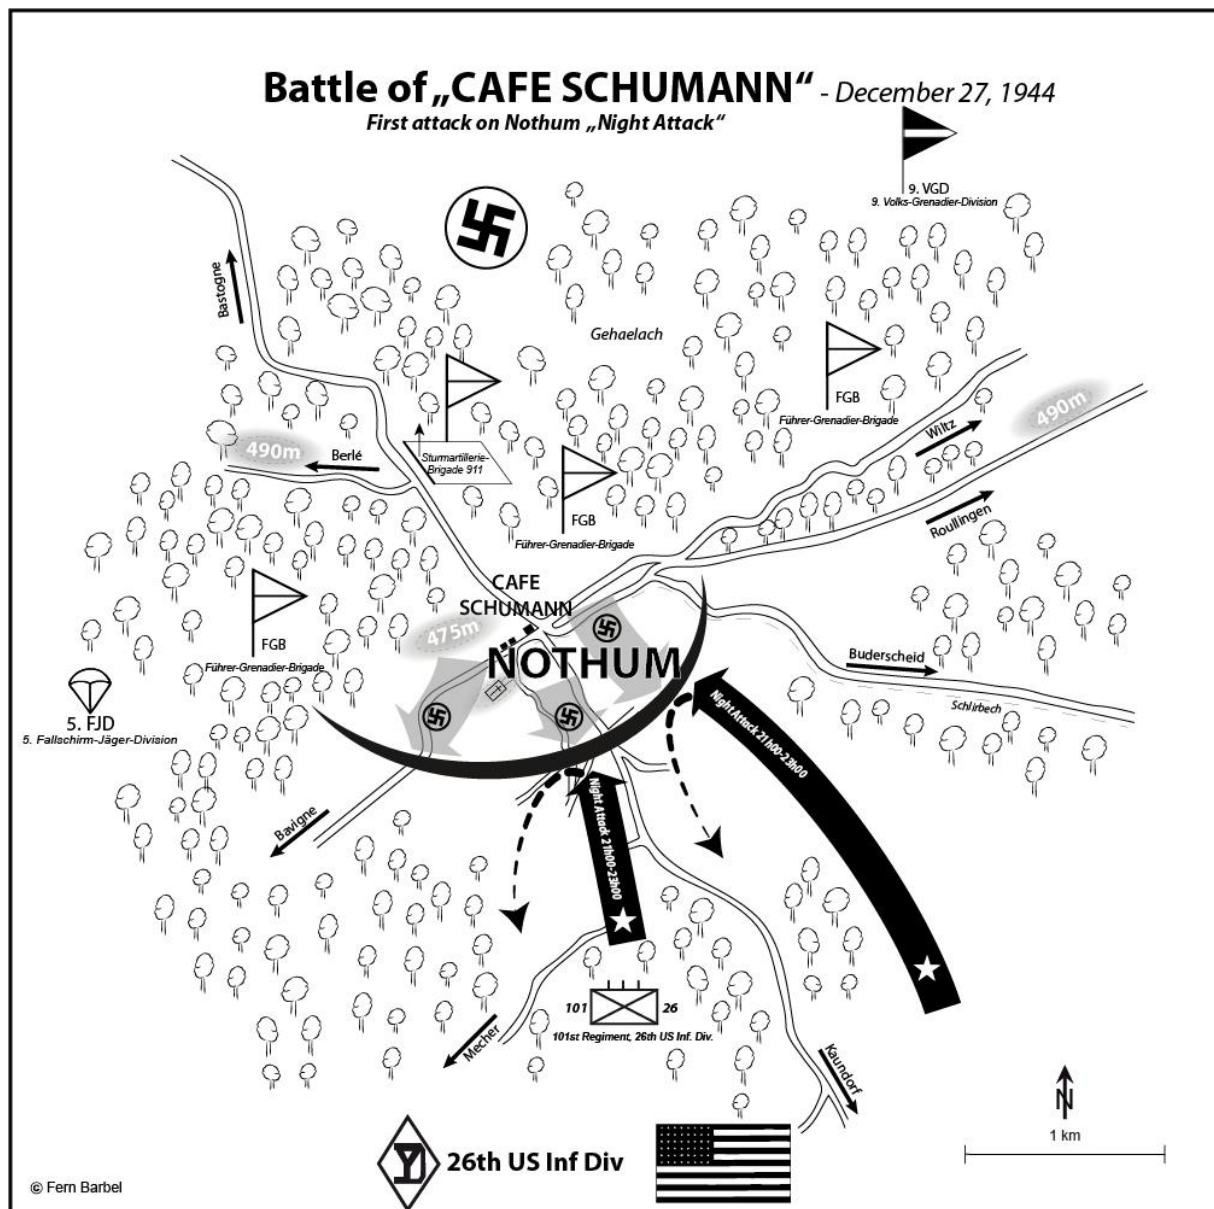 Battle of „CAFE SCHUMANN“ - December 27, 1944
First attack on Nothum „Night Attack“
9. VGD
9. Volks-Grenadier-Division
Bastogne
Gehaelach
FGB
Führer-Grenadier-Brigade
490m
Wiltz
490m
Berlé
Sturmartillerie-
Brigade 911
FGB
Führer-Grenadier-Brigade
Roullingen
CAFE
SCHUMANN
475m
NOTHUM
FGB
Führer-Grenadier-Brigade
Buderscheid
Schlirbech
5. FJD
5. Fallschirm-Jäger-Division
Night Attack 21h00-23h00
Night Attack 21h00-23h00
Bavigne
101
26
101st Regiment, 26th US Inf. Div.
Mecher
Kaundorf
N
1 km
YD
26th US Inf Div
© Fern Barbel